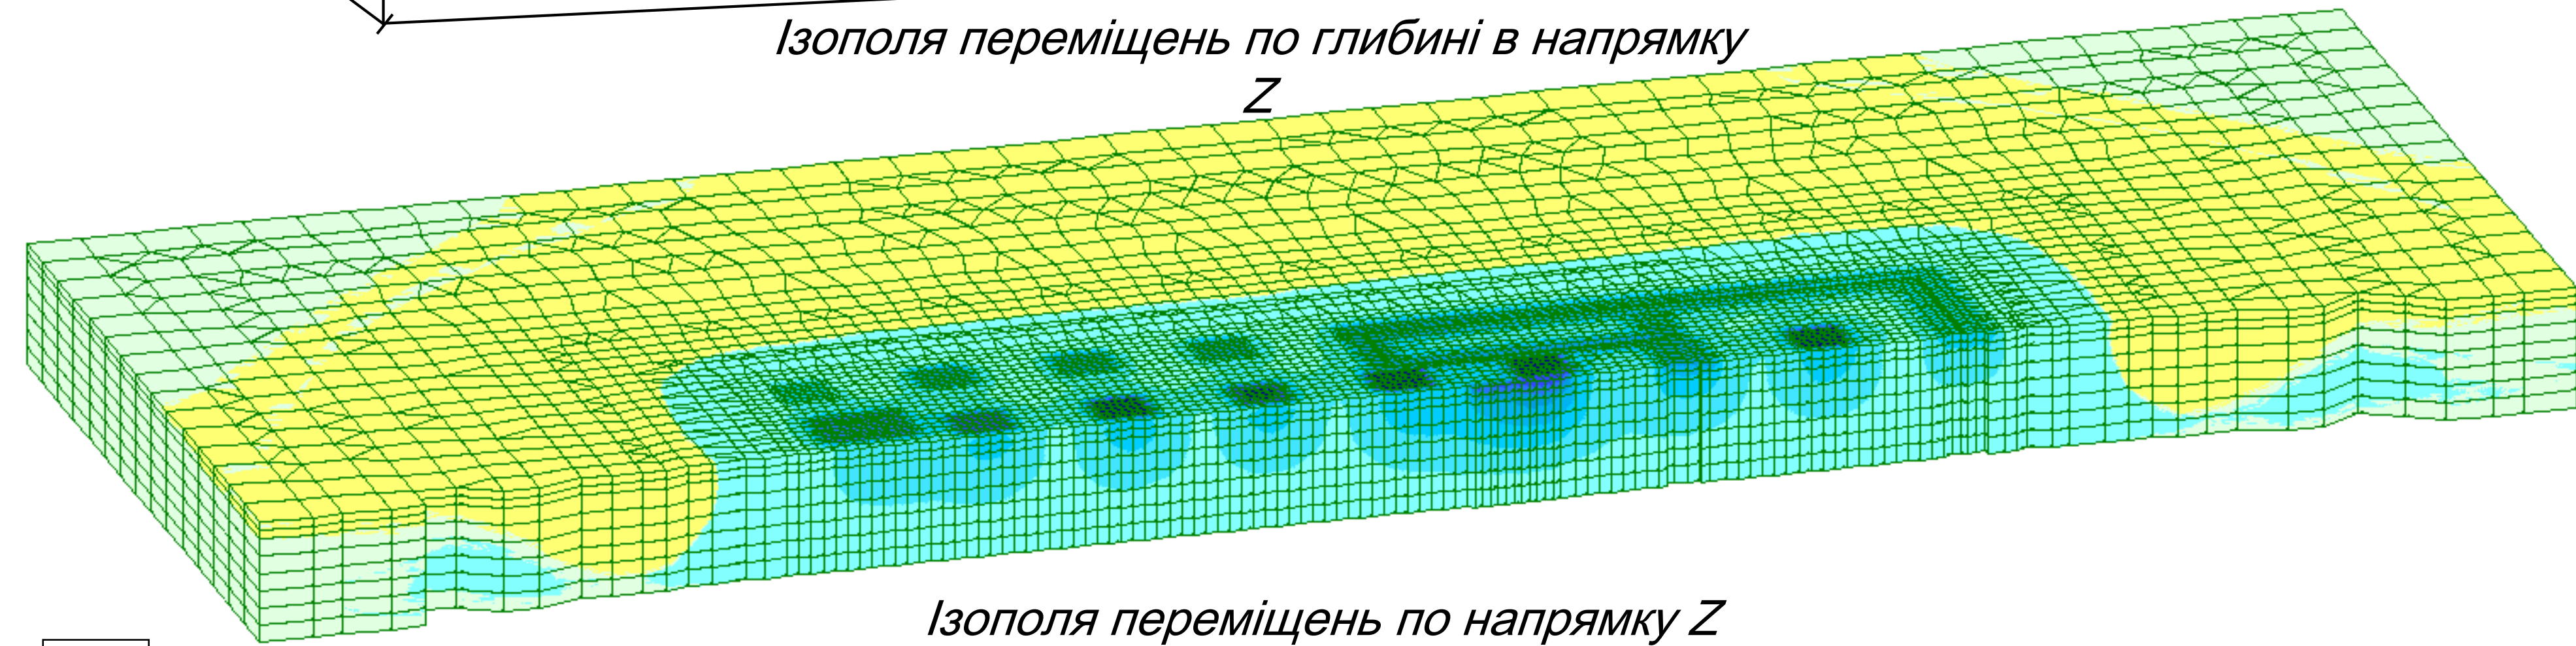 Ізополя переміщень по глибині в напрямку
Z
Ізополя переміщень по напрямку Z